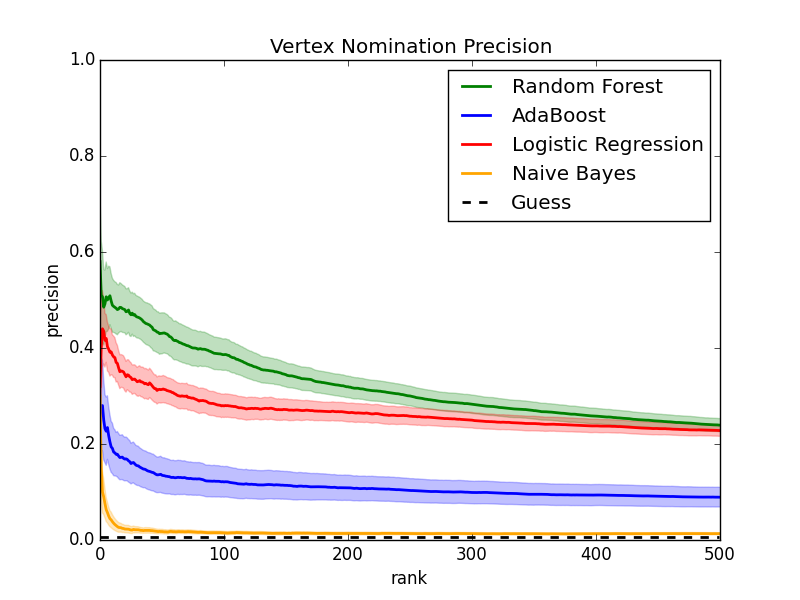 Vertex Nomination Precision
1.0
0.8
0.6
0.4
0.2
0.0
precision
Random Forest
AdaBoost
Logistic Regression
Naive Bayes
Guess
0 100 200 300 400 500
rank